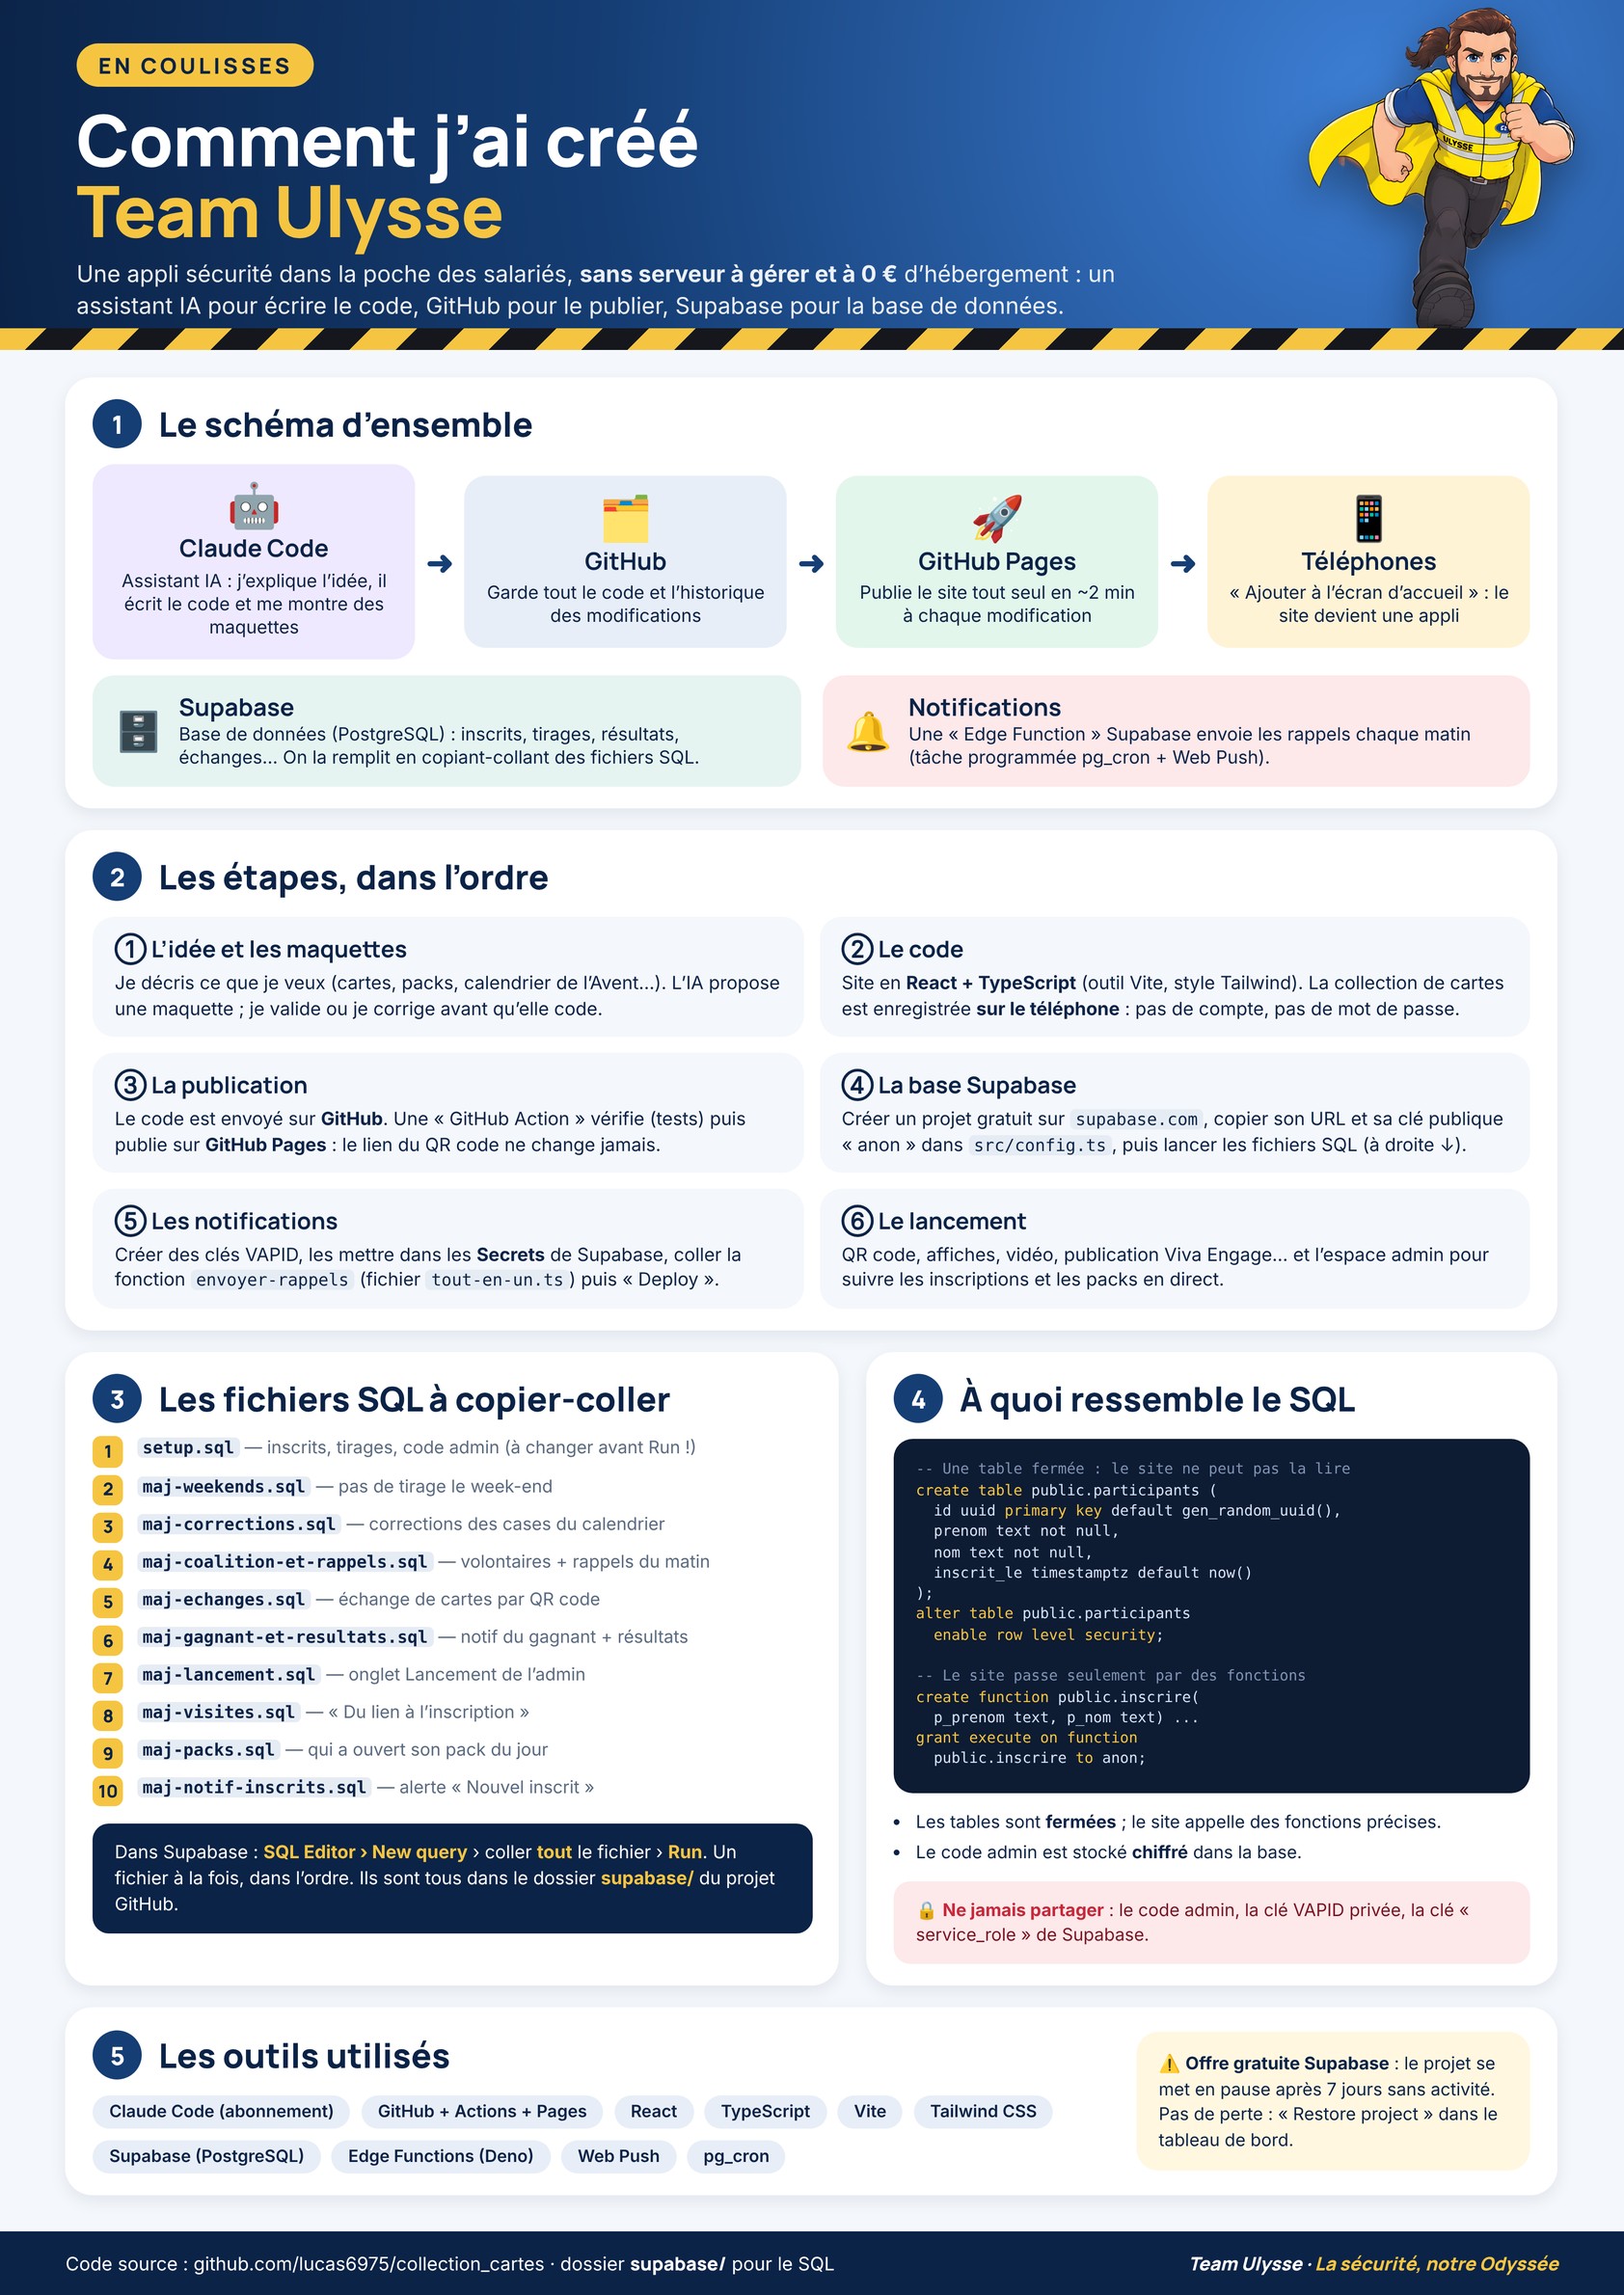 EN COULISSES
Comment j’ai créé
Team Ulysse
Une appli sécurité dans la poche des salariés, sans serveur à gérer et à 0 € d’hébergement : un
assistant IA pour écrire le code, GitHub pour le publier, Supabase pour la base de données.
ULYSSE
1 Le schéma d’ensemble
Claude Code
Assistant IA : j’explique l’idée, il
écrit le code et me montre des
maquettes
➜
GitHub
Garde tout le code et l’historique
des modifications
➜
GitHub Pages
Publie le site tout seul en ~2 min
à chaque modification
➜
Téléphones
« Ajouter à l’écran d’accueil » : le
site devient une appli
Supabase
Base de données (PostgreSQL) : inscrits, tirages, résultats,
échanges… On la remplit en copiant-collant des fichiers SQL.
Notifications
Une « Edge Function » Supabase envoie les rappels chaque matin
(tâche programmée pg_cron + Web Push).
2 Les étapes, dans l’ordre
① L’idée et les maquettes
Je décris ce que je veux (cartes, packs, calendrier de l’Avent…). L’IA propose
une maquette ; je valide ou je corrige avant qu’elle code.
② Le code
Site en React + TypeScript (outil Vite, style Tailwind). La collection de cartes
est enregistrée sur le téléphone : pas de compte, pas de mot de passe.
③ La publication
Le code est envoyé sur GitHub. Une « GitHub Action » vérifie (tests) puis
publie sur GitHub Pages : le lien du QR code ne change jamais.
④ La base Supabase
Créer un projet gratuit sur supabase.com, copier son URL et sa clé publique
« anon » dans src/config.ts, puis lancer les fichiers SQL (à droite ↓).
⑤ Les notifications
Créer des clés VAPID, les mettre dans les Secrets de Supabase, coller la
fonction envoyer-rappels (fichier tout-en-un.ts) puis « Deploy ».
⑥ Le lancement
QR code, affiches, vidéo, publication Viva Engage… et l’espace admin pour
suivre les inscriptions et les packs en direct.
3 Les fichiers SQL à copier-coller
1 setup.sql — inscrits, tirages, code admin (à changer avant Run !)
2 maj-weekends.sql — pas de tirage le week-end
3 maj-corrections.sql — corrections des cases du calendrier
4 maj-coalition-et-rappels.sql — volontaires + rappels du matin
5 maj-echanges.sql — échange de cartes par QR code
6 maj-gagnant-et-resultats.sql — notif du gagnant + résultats
7 maj-lancement.sql — onglet Lancement de l’admin
8 maj-visites.sql — « Du lien à l’inscription »
9 maj-packs.sql — qui a ouvert son pack du jour
10 maj-notif-inscrits.sql — alerte « Nouvel inscrit »
Dans Supabase : SQL Editor › New query › coller tout le fichier › Run. Un
fichier à la fois, dans l’ordre. Ils sont tous dans le dossier supabase/ du projet
GitHub.
4 À quoi ressemble le SQL
-- Une table fermée : le site ne peut pas la lire
create table public.participants (
id uuid primary key default gen_random_uuid(),
prenom text not null,
nom text not null,
inscrit_le timestamptz default now()
);
alter table public.participants
enable row level security;
-- Le site passe seulement par des fonctions
create function public.inscrire(
p_prenom text, p_nom text) ...
grant execute on function
public.inscrire to anon;
• Les tables sont fermées ; le site appelle des fonctions précises.
• Le code admin est stocké chiffré dans la base.
🔒 Ne jamais partager : le code admin, la clé VAPID privée, la clé «
service_role » de Supabase.
5 Les outils utilisés
Claude Code (abonnement) GitHub + Actions + Pages React TypeScript Vite Tailwind CSS
Supabase (PostgreSQL) Edge Functions (Deno) Web Push pg_cron
⚠️ Offre gratuite Supabase : le projet se
met en pause après 7 jours sans activité.
Pas de perte : « Restore project » dans le
tableau de bord.
Code source : github.com/lucas6975/collection_cartes · dossier supabase/ pour le SQL
Team Ulysse · La sécurité, notre Odyssée